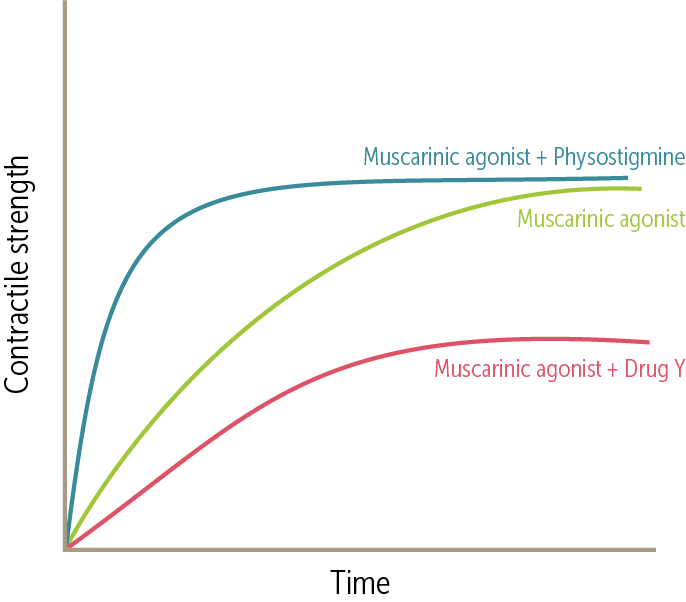 Contractile strength
Muscarinic agonist + Physostigmine
Muscarinic agonist
Muscarinic agonist + Drug Y
Time